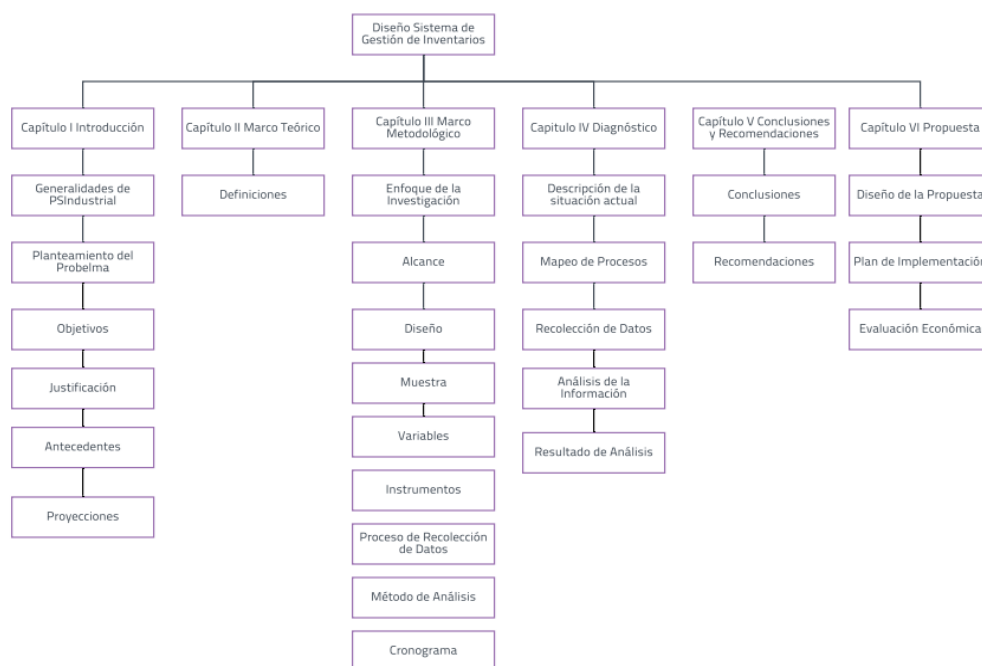 Diseño Sistema de
Gestión de Inventarios
Capítulo I Introducción
Generalidades de
PSIndustrial
Planteamiento del
Probelma
Objetivos
Justificación
Antecedentes
Proyecciones
Capítulo II Marco Teórico
Definiciones
Capítulo III Marco
Metodológico
Enfoque de la
Investigación
Alcance
Diseño
Muestra
Variables
Instrumentos
Proceso de Recolección
de Datos
Método de Análisis
Cronograma
Capitulo IV Diagnóstico
Descripción de la
situación actual
Mapeo de Procesos
Recolección de Datos
Análisis de la
Información
Resultado de Análisis
Capítulo V Conclusiones
y Recomendaciones
Conclusiones
Recomendaciones
Capítulo VI Propuesta
Diseño de la Propuesta
Plan de Implementación
Evaluación Económica